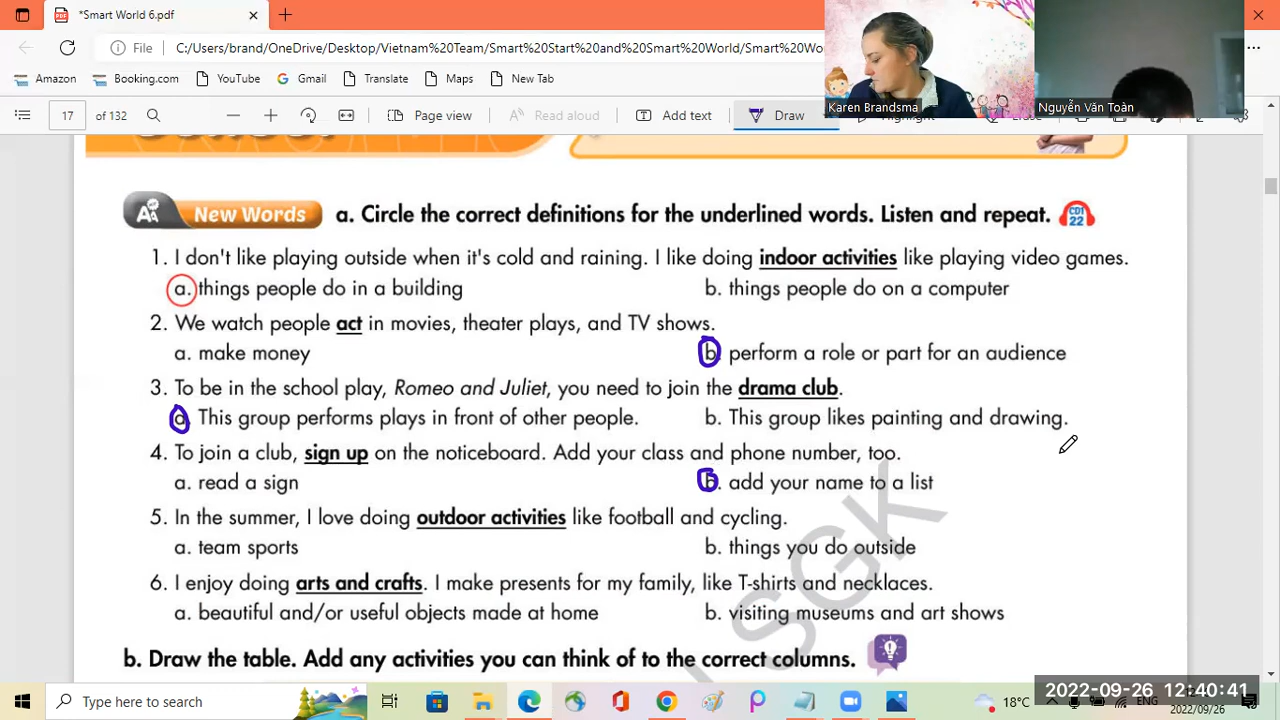 *Smart World 6.pdf
File
C:/Users/brand/OneDrive/Desktop/Vietnam%20Team/Smart%20Start%20and%20Smart%20World/Smart%20Wo
Amazon
Booking.com
YouTube
Gmail
Translate
Maps
New Tab
Karen Brandsma
Nguyễn Văn Toàn
17 of 132
Page view
Read aloud
Add text
Draw
New Words a. Circle the correct definitions for the underlined words. Listen and repeat. CD1 22
1. I don't like playing outside when it's cold and raining. I like doing indoor activities like playing video games.
a. things people do in a building b. things people do on a computer
2. We watch people act in movies, theater plays, and TV shows.
a. make money b. perform a role or part for an audience
3. To be in the school play, Romeo and Juliet, you need to join the drama club.
a. This group performs plays in front of other people. b. This group likes painting and drawing.
4. To join a club, sign up on the noticeboard. Add your class and phone number, too.
a. read a sign b. add your name to a list
5. In the summer, I love doing outdoor activities like football and cycling.
a. team sports b. things you do outside
6. I enjoy doing arts and crafts. I make presents for my family, like T-shirts and necklaces.
a. beautiful and/or useful objects made at home b. visiting museums and art shows
b. Draw the table. Add any activities you can think of to the correct columns.
SGK
Type here to search
18°C
ENG
2022-09-26 12:40:41
2022/09/26